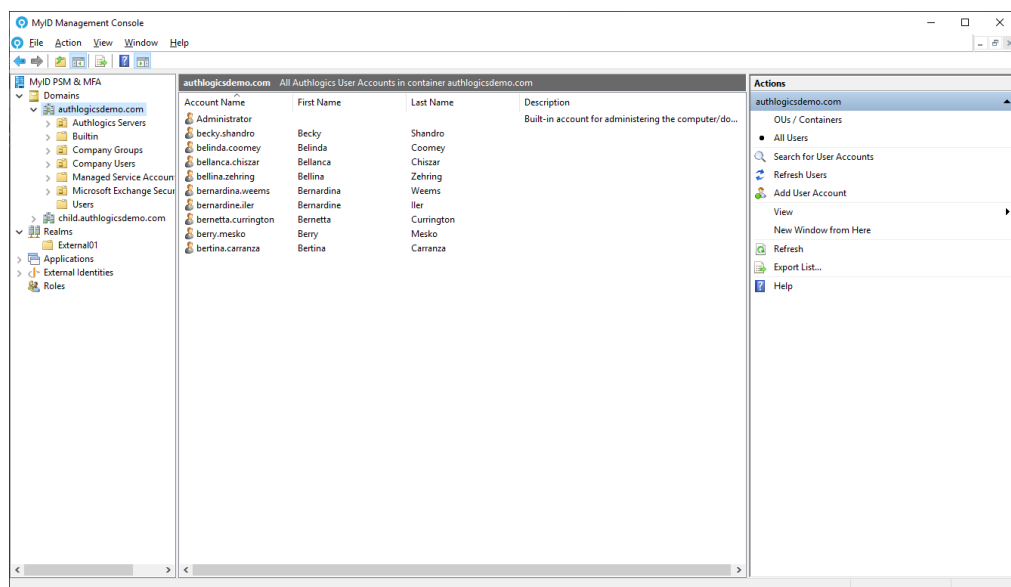 MyID Management Console
File Action View Window Help
MyID PSM & MFA
Domains
authlogicsdemo.com
Authlogics Servers
Builtin
Company Groups
Company Users
Managed Service Accoun
Microsoft Exchange Secur
Users
child.authlogicsdemo.com
Realms
External01
Applications
External Identities
Roles
authlogicsdemo.com All Authlogics User Accounts in container authlogicsdemo.com
Account Name First Name Last Name Description
Administrator Built-in account for administering the computer/do...
becky.shandro Becky Shandro
belinda.coomey Belinda Coomey
bellanca.chiszar Bellanca Chiszar
bellina.zehring Bellina Zehring
bernardina.weems Bernardina Weems
bernardine.iler Bernardine Iler
bernetta.currington Bernetta Currington
berry.mesko Berry Mesko
bertina.carranza Bertina Carranza
Actions
authlogicsdemo.com
OUs / Containers
All Users
Search for User Accounts
Refresh Users
Add User Account
View
New Window from Here
Refresh
Export List...
Help